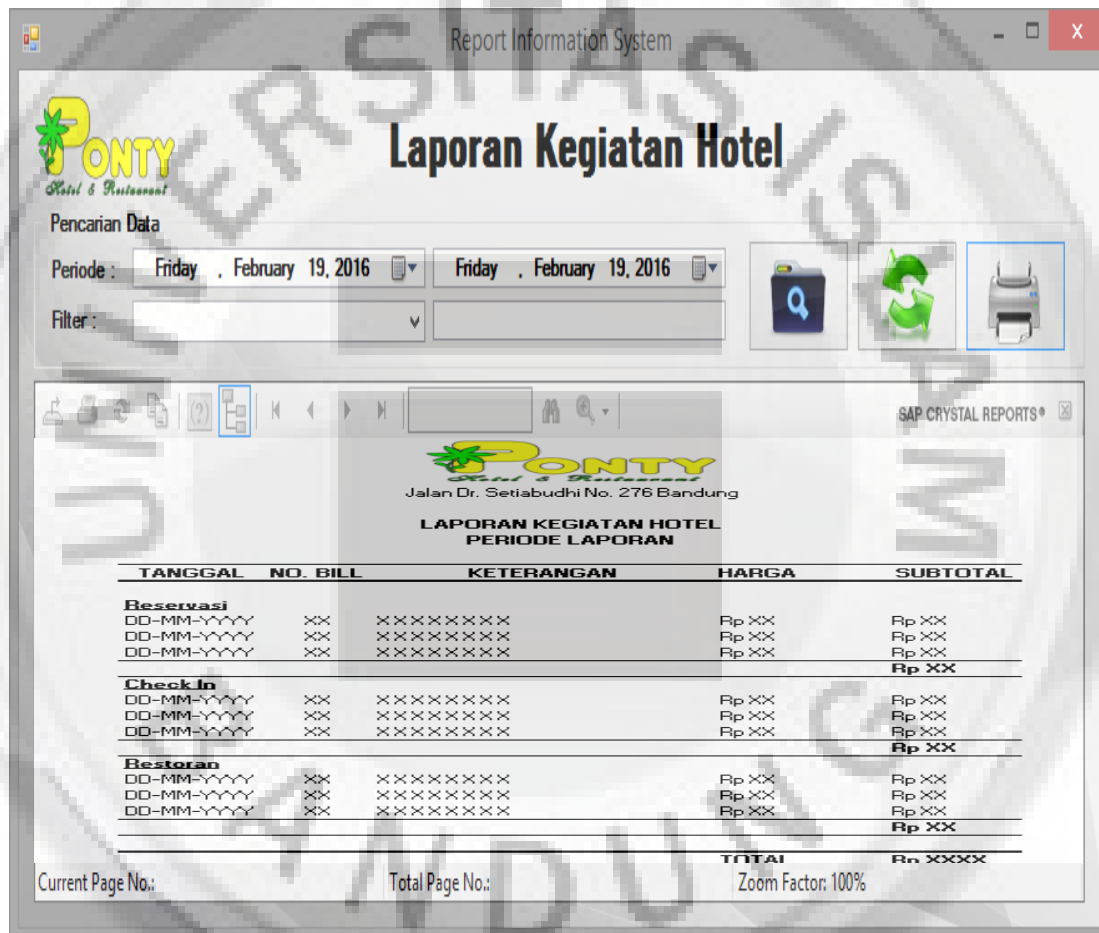 Report Information System
X
PONTY
Hotel & Restaurant
Laporan Kegiatan Hotel
Pencarian Data
Periode : Friday , February 19, 2016 Friday , February 19, 2016
Filter :
SAP CRYSTAL REPORTS®
PONTY
Hotel & Restaurant
Jalan Dr. Setiabudhi No. 276 Bandung
LAPORAN KEGIATAN HOTEL
PERIODE LAPORAN
TANGGAL NO. BILL KETERANGAN HARGA SUBTOTAL
Reservasi
DD-MM-YYYY XX XXXXXXXX Rp XX Rp XX
DD-MM-YYYY XX XXXXXXXX Rp XX Rp XX
DD-MM-YYYY XX XXXXXXXX Rp XX Rp XX
Rp XX
Check In
DD-MM-YYYY XX XXXXXXXX Rp XX Rp XX
DD-MM-YYYY XX XXXXXXXX Rp XX Rp XX
DD-MM-YYYY XX XXXXXXXX Rp XX Rp XX
Rp XX
Restoran
DD-MM-YYYY XX XXXXXXXX Rp XX Rp XX
DD-MM-YYYY XX XXXXXXXX Rp XX Rp XX
DD-MM-YYYY XX XXXXXXXX Rp XX Rp XX
Rp XX
TOTAL Rp XXXX
Current Page No.: Total Page No.: Zoom Factor: 100%
UNIVERSITAS ISLAM
BANDUNG